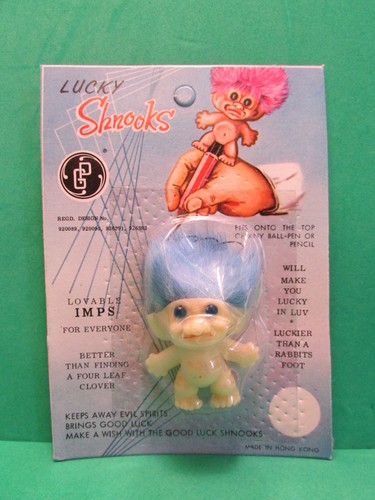 LUCKY
Shnooks
REGD. DESIGN No.
FITS ONTO THE TOP
OF ANY BALL-PEN OR
PENCIL
LOVABLE
IMPS
FOR EVERYONE
BETTER
THAN FINDING
A FOUR LEAF
CLOVER
WILL
MAKE
YOU
LUCKY
IN LUV
LUCKIER
THAN A
RABBITS
FOOT
KEEPS AWAY EVIL SPIRITS
BRINGS GOOD LUCK
MAKE A WISH WITH THE GOOD LUCK SHNOOKS
MADE IN HONG KONG